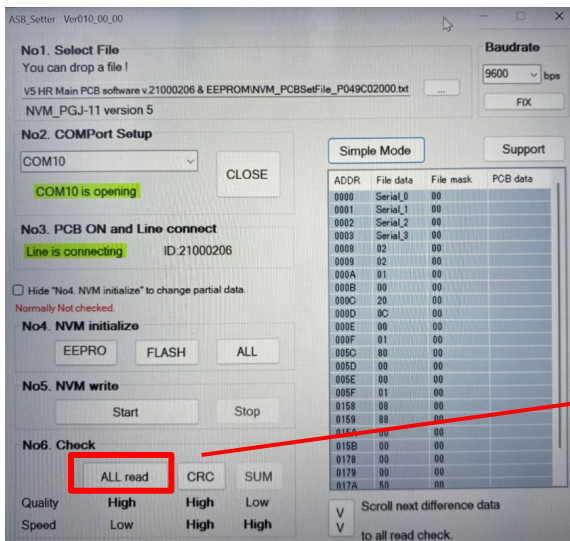 ASB_Setter Ver010_00_00
No1. Select File
You can drop a file !
V5 HR Main PCB software v.21000206 & EEPROM\NVM_PCBSetFile_P049C02000.txt
...
NVM_PGJ-11 version 5
Baudrate
9600 bps
FIX
No2. COMPort Setup
COM10
CLOSE
COM10 is opening
No3. PCB ON and Line connect
Line is connecting ID:21000206
Hide "No4. NVM initialize" to change partial data.
Normally Not checked.
No4. NVM initialize
EEPRO FLASH ALL
No5. NVM write
Start Stop
No6. Check
ALL read CRC SUM
Quality High High Low
Speed Low High High
Simple Mode Support
ADDR File data File mask PCB data
0000 Serial_0 00
0001 Serial_1 00
0002 Serial_2 00
0003 Serial_3 00
0008 02 00
0009 02 00
000A 01 00
000B 00 00
000C 20 00
000D 0C 00
000E 00 00
000F 01 00
005C 80 00
005D 00 00
005E 00 00
005F 01 00
0158 08 00
0159 88 00
015A 00 00
015B 00 00
0178 00 00
0179 00 00
017A 50 00
V
V
Scroll next difference data
to all read check.